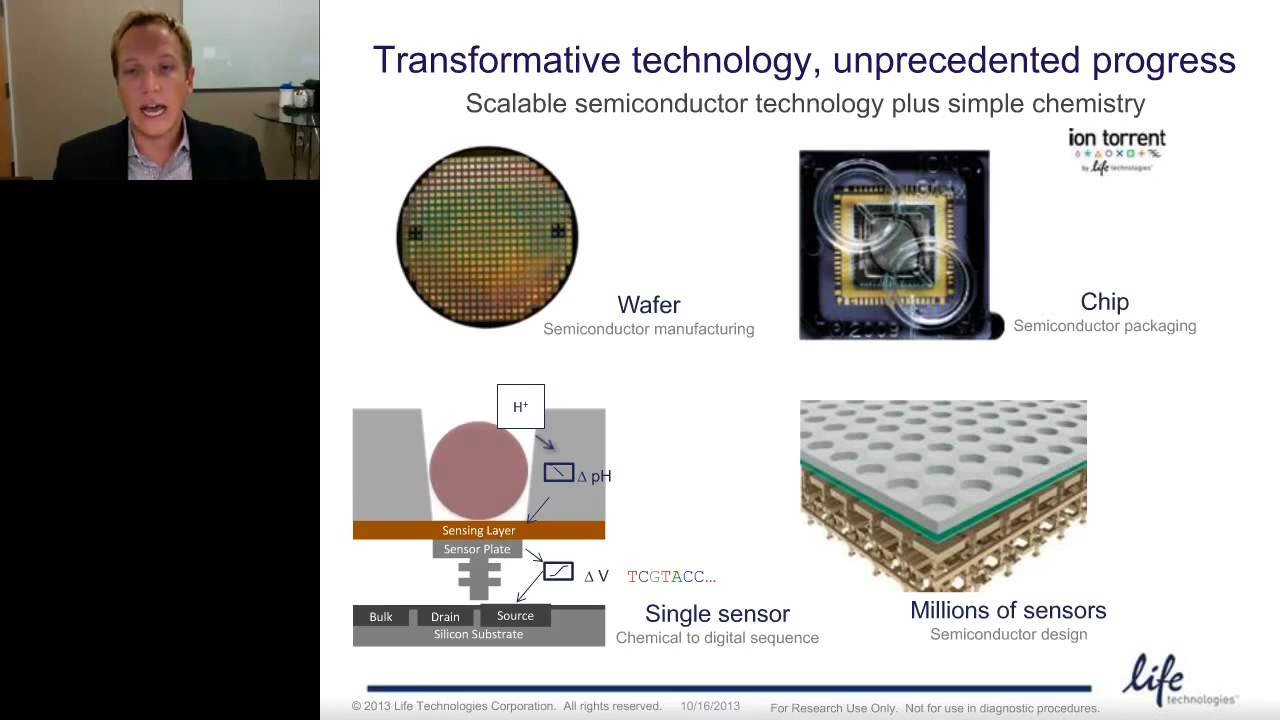 Transformative technology, unprecedented progress
Scalable semiconductor technology plus simple chemistry
ion torrent
by life technologies™
Wafer
Semiconductor manufacturing
Chip
Semiconductor packaging
H⁺
Δ pH
Sensing Layer
Sensor Plate
Δ V
TCGTACC...
Bulk
Drain
Source
Silicon Substrate
Single sensor
Chemical to digital sequence
Millions of sensors
Semiconductor design
life
technologies™
© 2013 Life Technologies Corporation. All rights reserved.
10/16/2013
For Research Use Only. Not for use in diagnostic procedures.